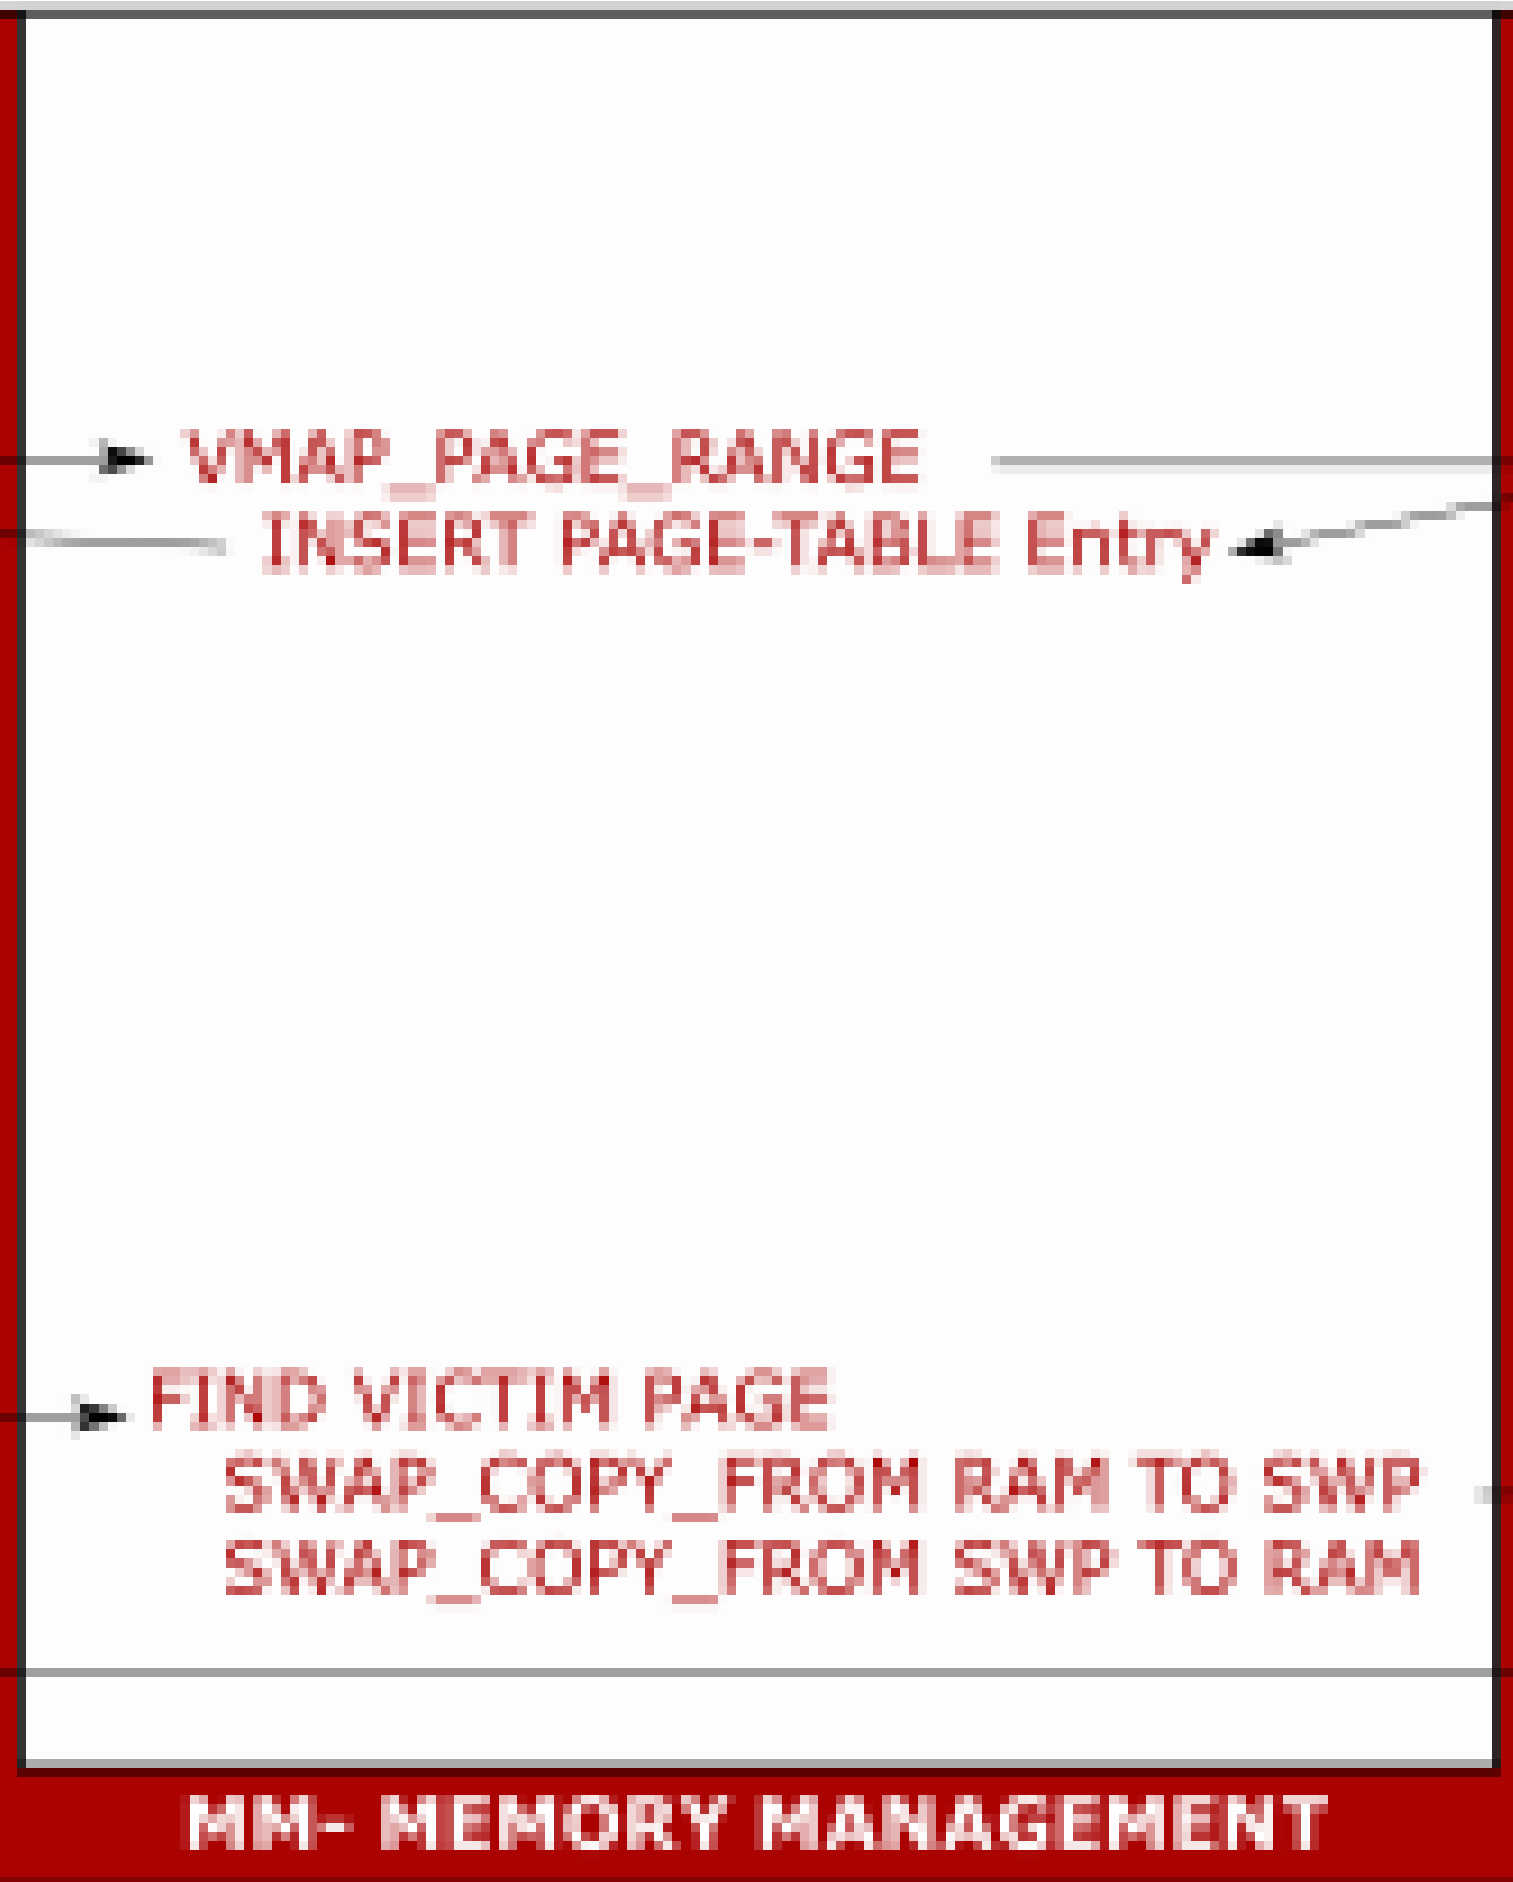 VMAP_PAGE_RANGE
INSERT PAGE-TABLE Entry
FIND VICTIM PAGE
SWAP_COPY_FROM RAM TO SWP
SWAP_COPY_FROM SWP TO RAM
MM- MEMORY MANAGEMENT